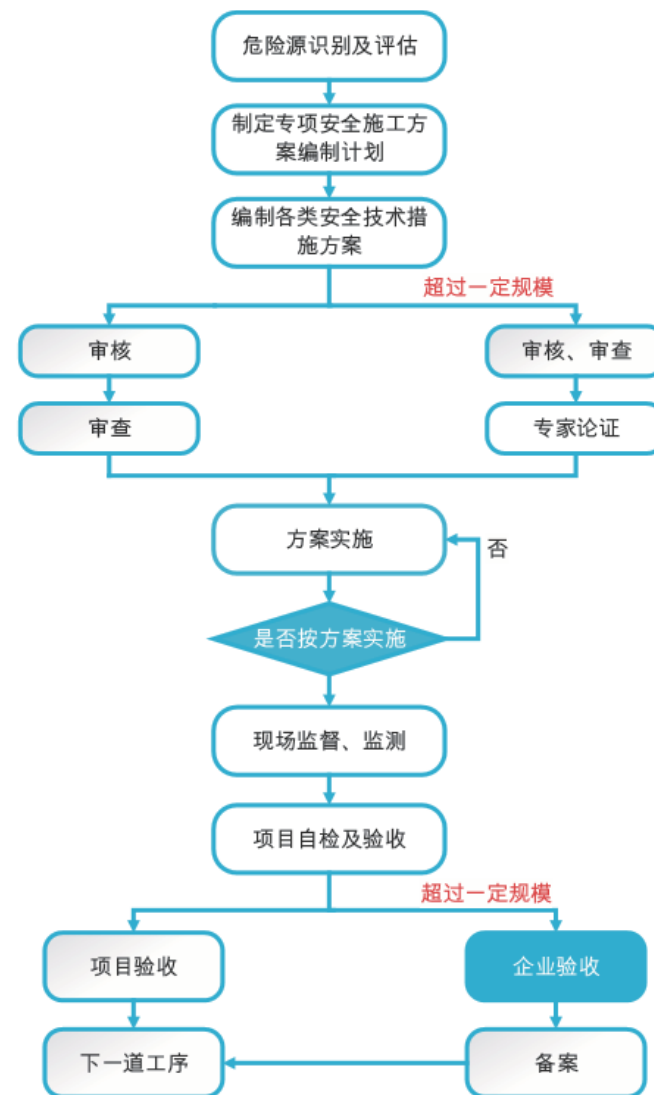 危险源识别及评估
制定专项安全施工方
案编制计划
编制各类安全技术措
施方案
超过一定规模
审核
审核、审查
审查
专家论证
方案实施
否
是否按方案实施
现场监督、监测
项目自检及验收
超过一定规模
项目验收
企业验收
下一道工序
备案